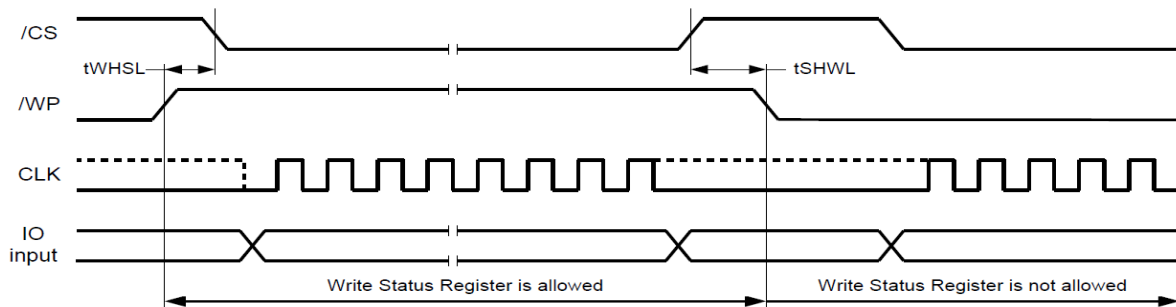 /CS
tWHSL
tSHWL
/WP
CLK
IO
input
Write Status Register is allowed
Write Status Register is not allowed